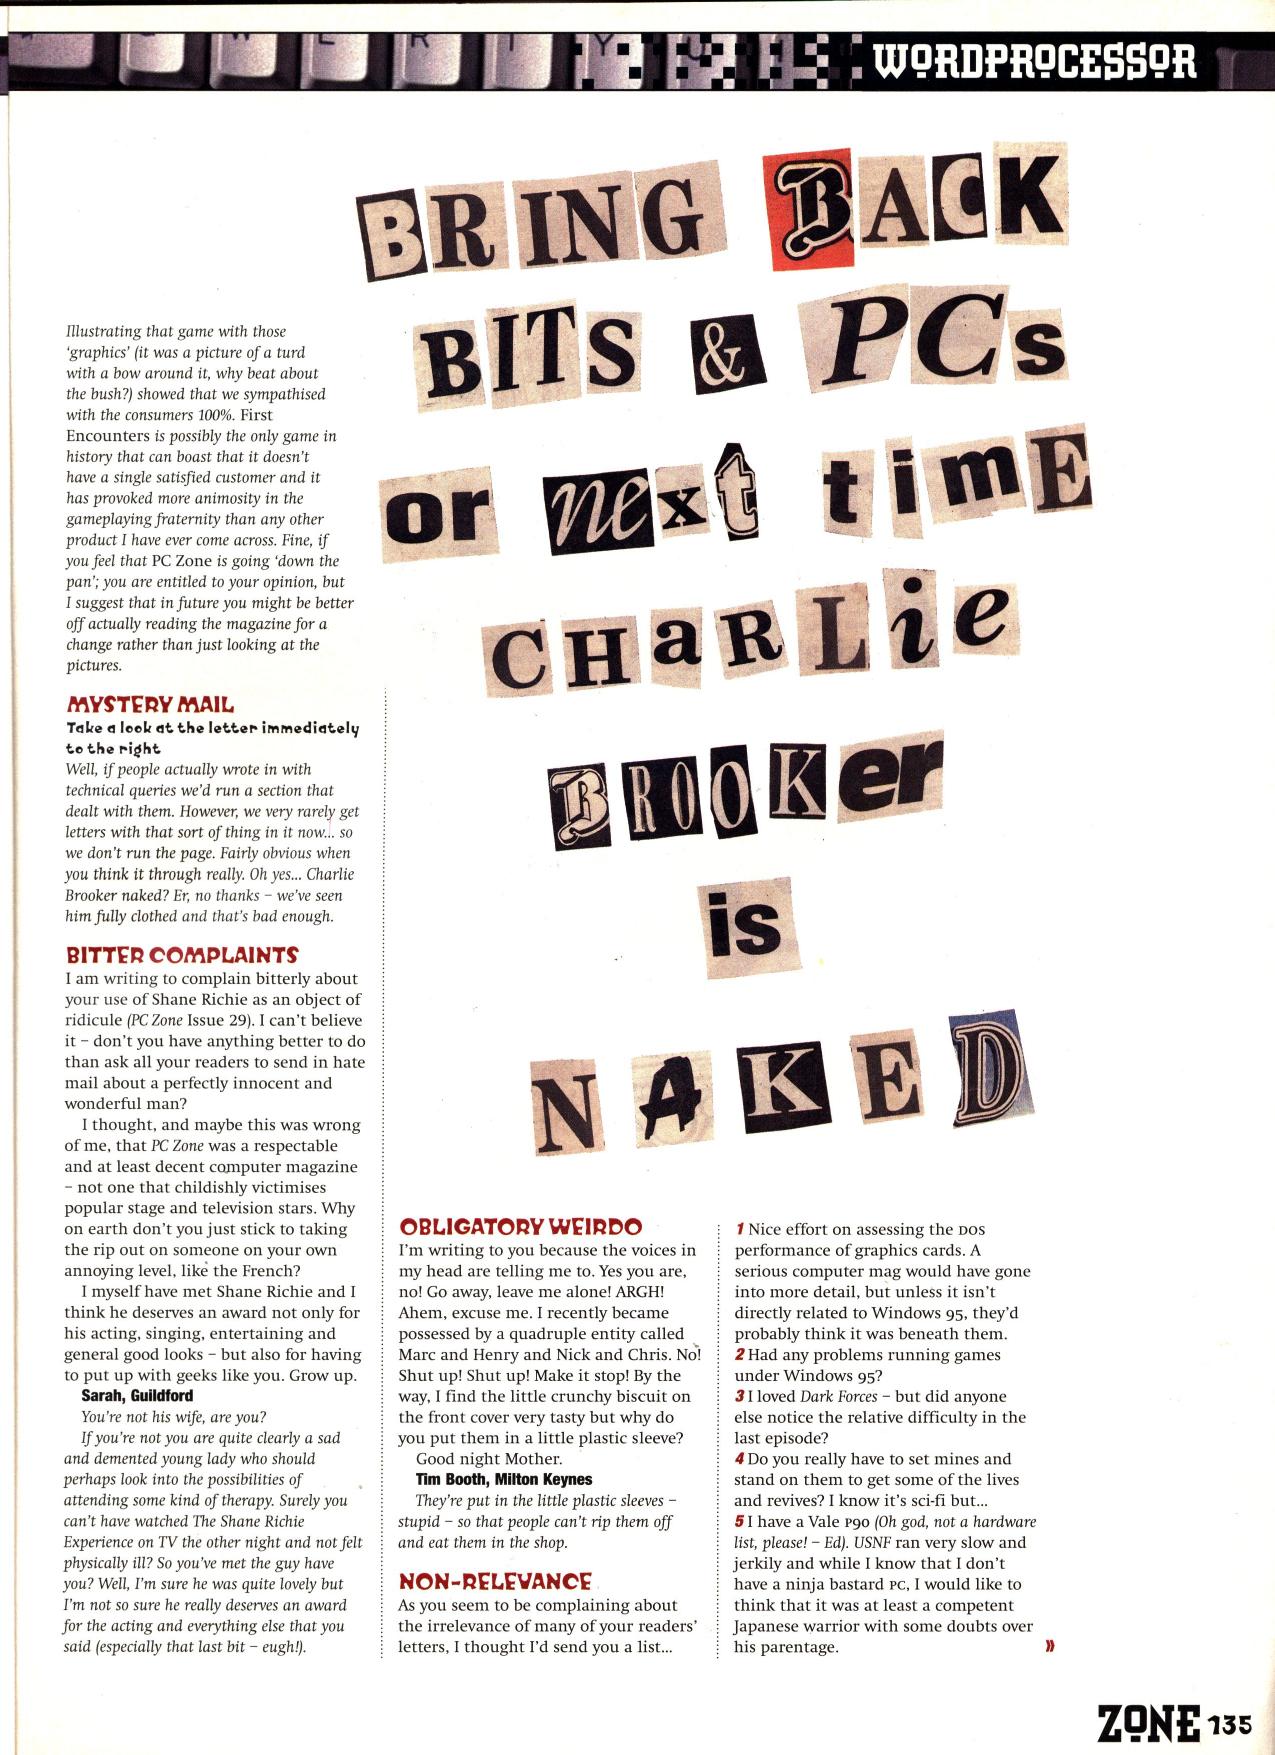 WORDPROCESSOR
BRING BACK
BITS & PCs
or next time
CHaRLie
BROOKer
is
NAKED
Illustrating that game with those
‘graphics’ (it was a picture of a turd
with a bow around it, why beat about
the bush?) showed that we sympathised
with the consumers 100%. First
Encounters is possibly the only game in
history that can boast that it doesn’t
have a single satisfied customer and it
has provoked more animosity in the
gameplaying fraternity than any other
product I have ever come across. Fine, if
you feel that PC Zone is going ‘down the
pan’; you are entitled to your opinion, but
I suggest that in future you might be better
off actually reading the magazine for a
change rather than just looking at the
pictures.
MYSTERY MAIL
Take a look at the letter immediately
to the right
Well, if people actually wrote in with
technical queries we’d run a section that
dealt with them. However, we very rarely get
letters with that sort of thing in it now... so
we don’t run the page. Fairly obvious when
you think it through really. Oh yes... Charlie
Brooker naked? Er, no thanks – we’ve seen
him fully clothed and that’s bad enough.
BITTER COMPLAINTS
I am writing to complain bitterly about
your use of Shane Richie as an object of
ridicule (PC Zone Issue 29). I can’t believe
it – don’t you have anything better to do
than ask all your readers to send in hate
mail about a perfectly innocent and
wonderful man?
I thought, and maybe this was wrong
of me, that PC Zone was a respectable
and at least decent computer magazine
– not one that childishly victimises
popular stage and television stars. Why
on earth don’t you just stick to taking
the rip out on someone on your own
annoying level, like the French?
I myself have met Shane Richie and I
think he deserves an award not only for
his acting, singing, entertaining and
general good looks – but also for having
to put up with geeks like you. Grow up.
Sarah, Guildford
You’re not his wife, are you?
If you’re not you are quite clearly a sad
and demented young lady who should
perhaps look into the possibilities of
attending some kind of therapy. Surely you
can’t have watched The Shane Richie
Experience on TV the other night and not felt
physically ill? So you’ve met the guy have
you? Well, I’m sure he was quite lovely but
I’m not so sure he really deserves an award
for the acting and everything else that you
said (especially that last bit – eugh!).
OBLIGATORY WEIRDO
I’m writing to you because the voices in
my head are telling me to. Yes you are,
no! Go away, leave me alone! ARGH!
Ahem, excuse me. I recently became
possessed by a quadruple entity called
Marc and Henry and Nick and Chris. No!
Shut up! Shut up! Make it stop! By the
way, I find the little crunchy biscuit on
the front cover very tasty but why do
you put them in a little plastic sleeve?
Good night Mother.
Tim Booth, Milton Keynes
They’re put in the little plastic sleeves –
stupid – so that people can’t rip them off
and eat them in the shop.
NON-RELEVANCE
As you seem to be complaining about
the irrelevance of many of your readers’
letters, I thought I’d send you a list...
1 Nice effort on assessing the DOS
performance of graphics cards. A
serious computer mag would have gone
into more detail, but unless it isn’t
directly related to Windows 95, they’d
probably think it was beneath them.
2 Had any problems running games
under Windows 95?
3 I loved Dark Forces – but did anyone
else notice the relative difficulty in the
last episode?
4 Do you really have to set mines and
stand on them to get some of the lives
and revives? I know it’s sci-fi but...
5 I have a Vale P90 (Oh god, not a hardware
list, please! – Ed). USNF ran very slow and
jerkily and while I know that I don’t
have a ninja bastard PC, I would like to
think that it was at least a competent
Japanese warrior with some doubts over
his parentage.
»
ZONE 135